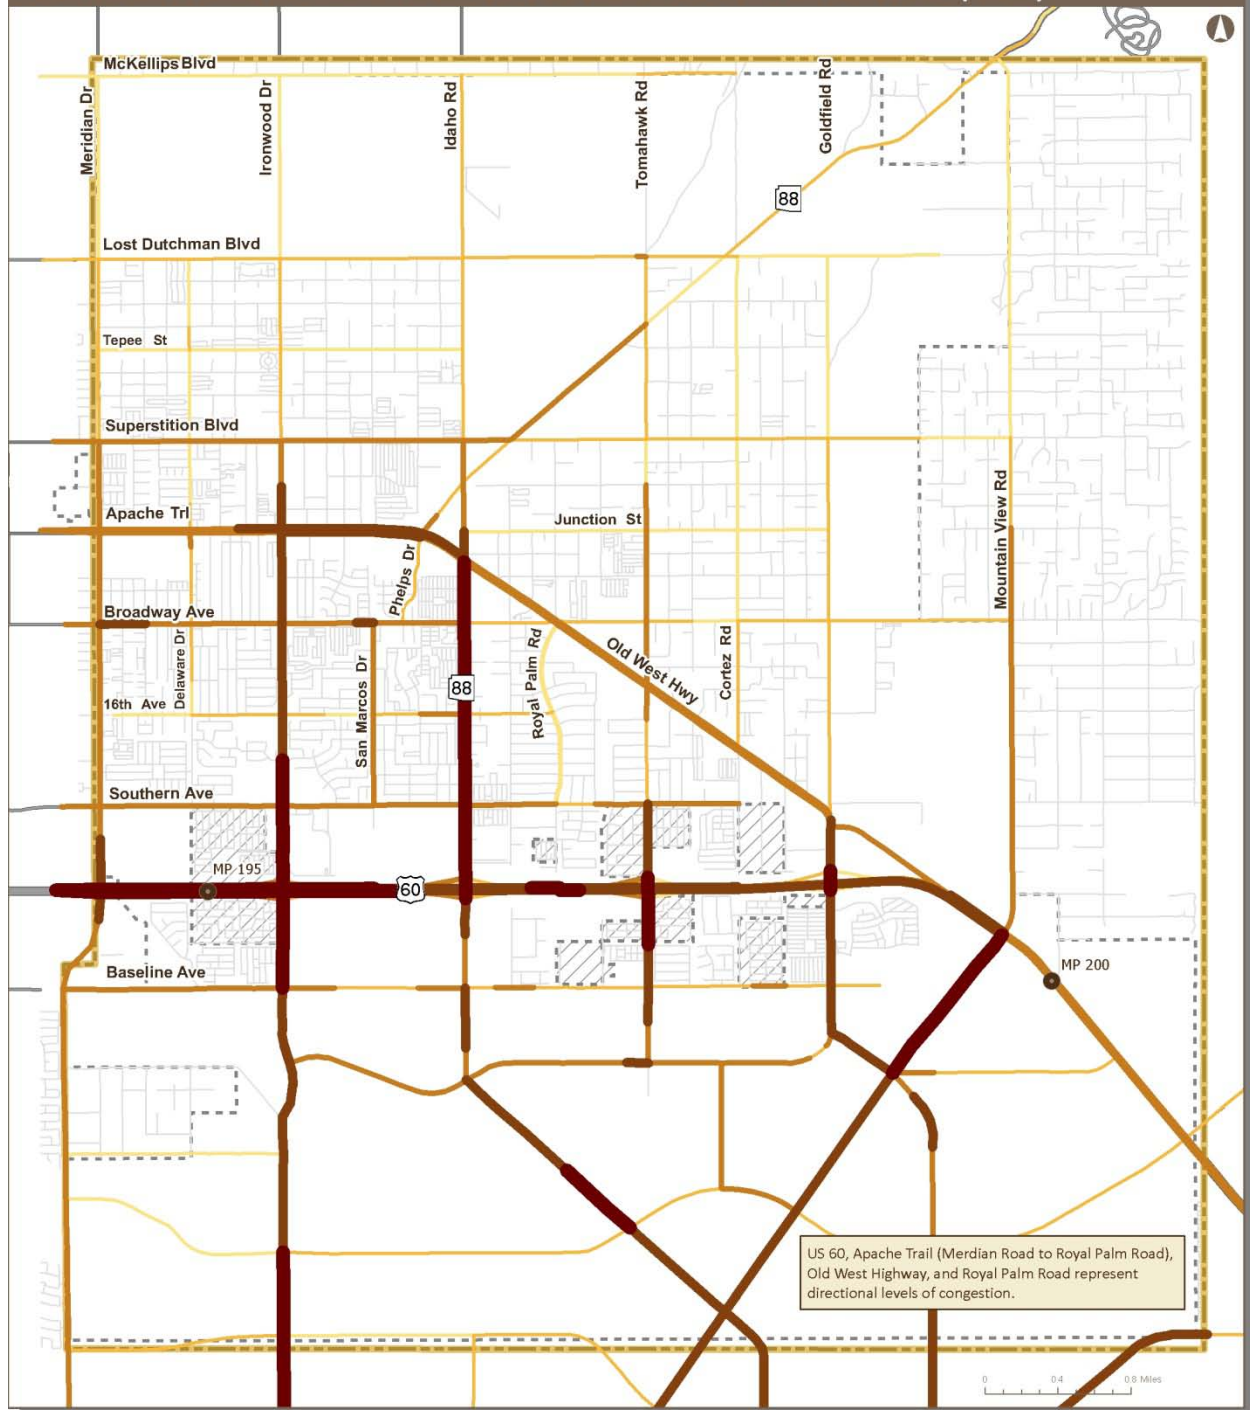 McKellips Blvd
Meridian Dr
Ironwood Dr
Idaho Rd
Tomahawk Rd
Goldfield Rd
88
Lost Dutchman Blvd
Tepee St
Superstition Blvd
Apache Trl
Junction St
Mountain View Rd
Phelps Dr
Broadway Ave
Delaware Dr
San Marcos Dr
Royal Palm Rd
Old West Hwy
Cortez Rd
88
16th Ave
Southern Ave
MP 195
60
Baseline Ave
MP 200
US 60, Apache Trail (Merdian Road to Royal Palm Road),
Old West Highway, and Royal Palm Road represent
directional levels of congestion.
0 0.4 0.8 Miles